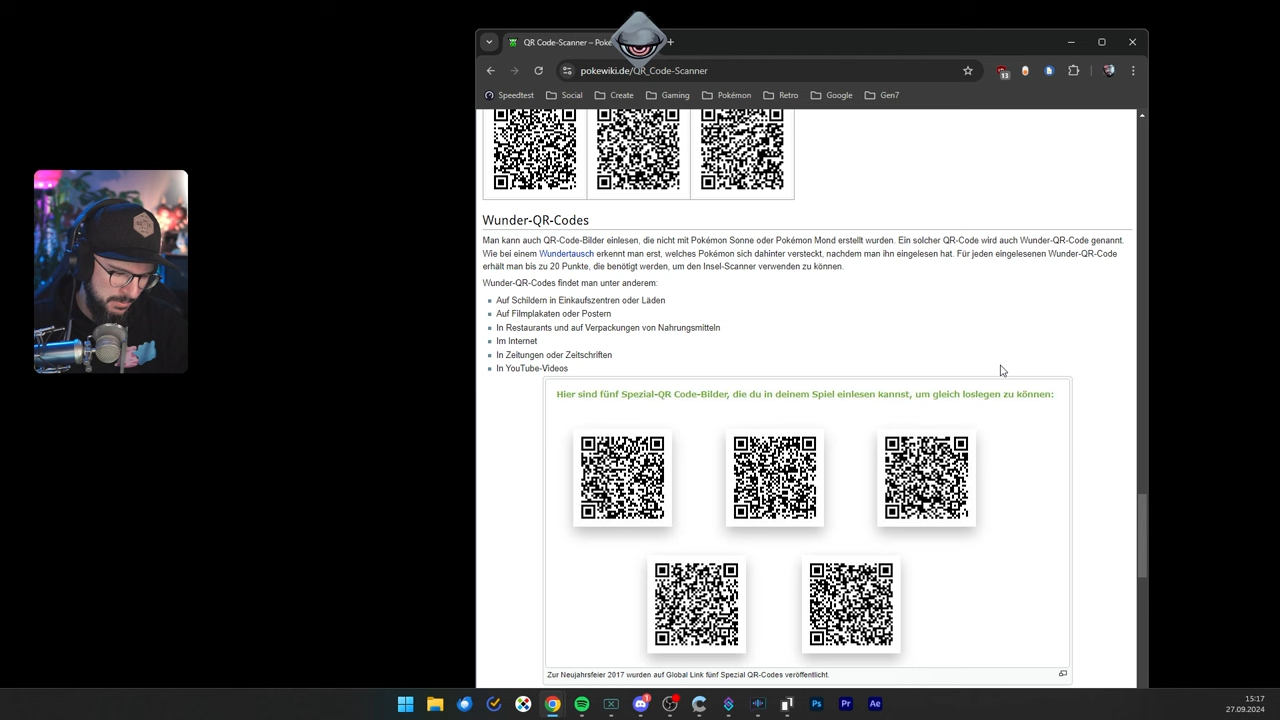 QR Code-Scanner – Poke
pokewiki.de/QR_Code-Scanner
13
Speedtest Social Create Gaming Pokémon Retro Google Gen7
Wunder-QR-Codes
Man kann auch QR-Code-Bilder einlesen, die nicht mit Pokémon Sonne oder Pokémon Mond erstellt wurden. Ein solcher QR-Code wird auch Wunder-QR-Code genannt.
Wie bei einem Wundertausch erkennt man erst, welches Pokémon sich dahinter versteckt, nachdem man ihn eingelesen hat. Für jeden eingelesenen Wunder-QR-Code
erhält man bis zu 20 Punkte, die benötigt werden, um den Insel-Scanner verwenden zu können.
Wunder-QR-Codes findet man unter anderem:
Auf Schildern in Einkaufszentren oder Läden
Auf Filmplakaten oder Postern
In Restaurants und auf Verpackungen von Nahrungsmitteln
Im Internet
In Zeitungen oder Zeitschriften
In YouTube-Videos
Hier sind fünf Spezial-QR Code-Bilder, die du in deinem Spiel einlesen kannst, um gleich loslegen zu können:
Zur Neujahrsfeier 2017 wurden auf Global Link fünf Spezial QR-Codes veröffentlicht.
1
Ps Pr Ae
15:17
27.09.2024